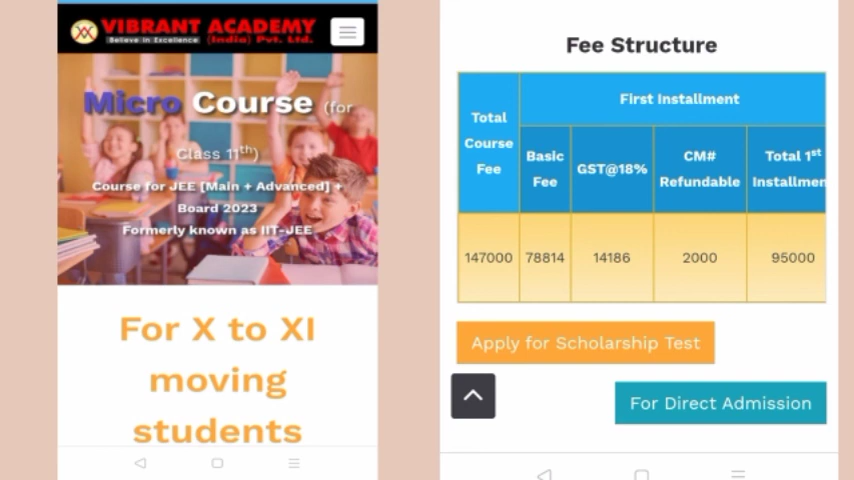 VIBRANT ACADEMY
Believe in Excellence (India) Pvt. Ltd.
Micro Course (for
Class 11th)
Course for JEE [Main + Advanced] +
Board 2023
Formerly known as IIT-JEE
For X to XI
moving
students
Fee Structure
Total Course Fee
First Installment
Basic Fee
GST@18%
CM# Refundable
Total 1st Installmen
147000 78814 14186 2000 95000
Apply for Scholarship Test
For Direct Admission